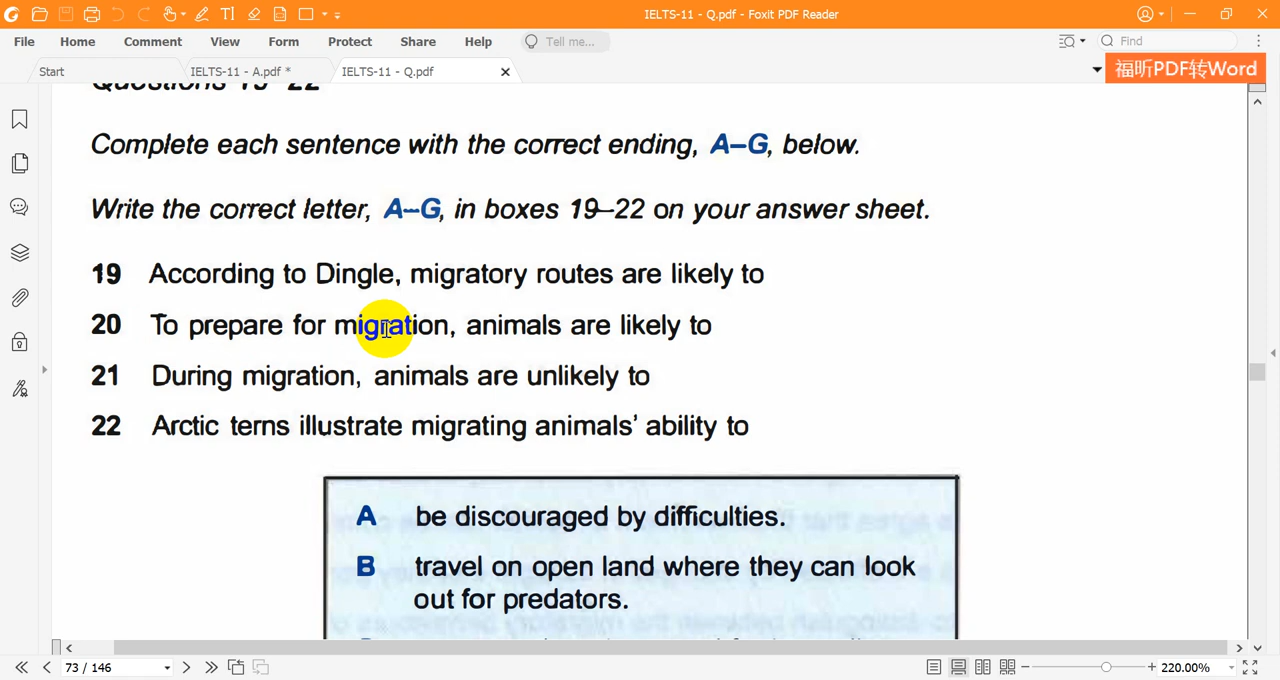 IELTS-11 - Q.pdf - Foxit PDF Reader
File Home Comment View Form Protect Share Help Tell me... Find
Start IELTS-11 - A.pdf * IELTS-11 - Q.pdf 福昕PDF转Word
Questions 19–22
Complete each sentence with the correct ending, A–G, below.
Write the correct letter, A–G, in boxes 19–22 on your answer sheet.
19 According to Dingle, migratory routes are likely to
20 To prepare for migration, animals are likely to
21 During migration, animals are unlikely to
22 Arctic terns illustrate migrating animals' ability to
A be discouraged by difficulties.
B travel on open land where they can look
out for predators.
73 / 146 220.00%